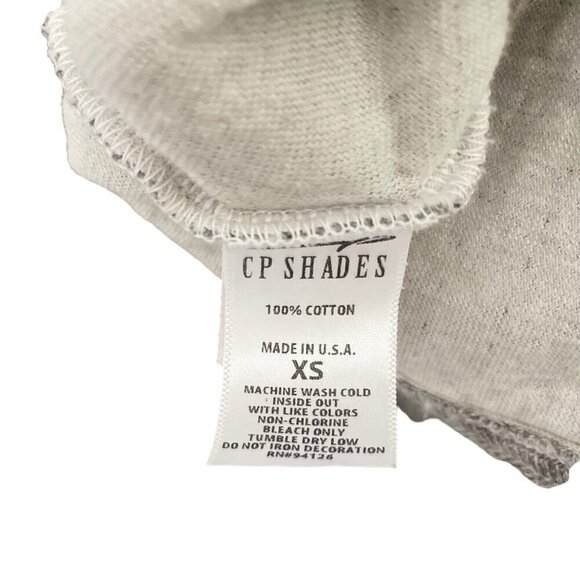 CP SHADES
100% COTTON
MADE IN U.S.A.
XS
MACHINE WASH COLD
INSIDE OUT
WITH LIKE COLORS
NON-CHLORINE
BLEACH ONLY
TUMBLE DRY LOW
DO NOT IRON DECORATION
RN#94126